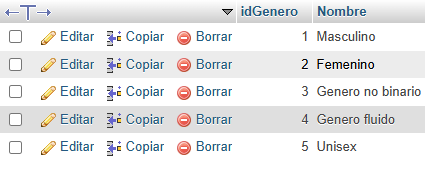 idGenero Nombre
Editar Copiar Borrar 1 Masculino
Editar Copiar Borrar 2 Femenino
Editar Copiar Borrar 3 Genero no binario
Editar Copiar Borrar 4 Genero fluido
Editar Copiar Borrar 5 Unisex